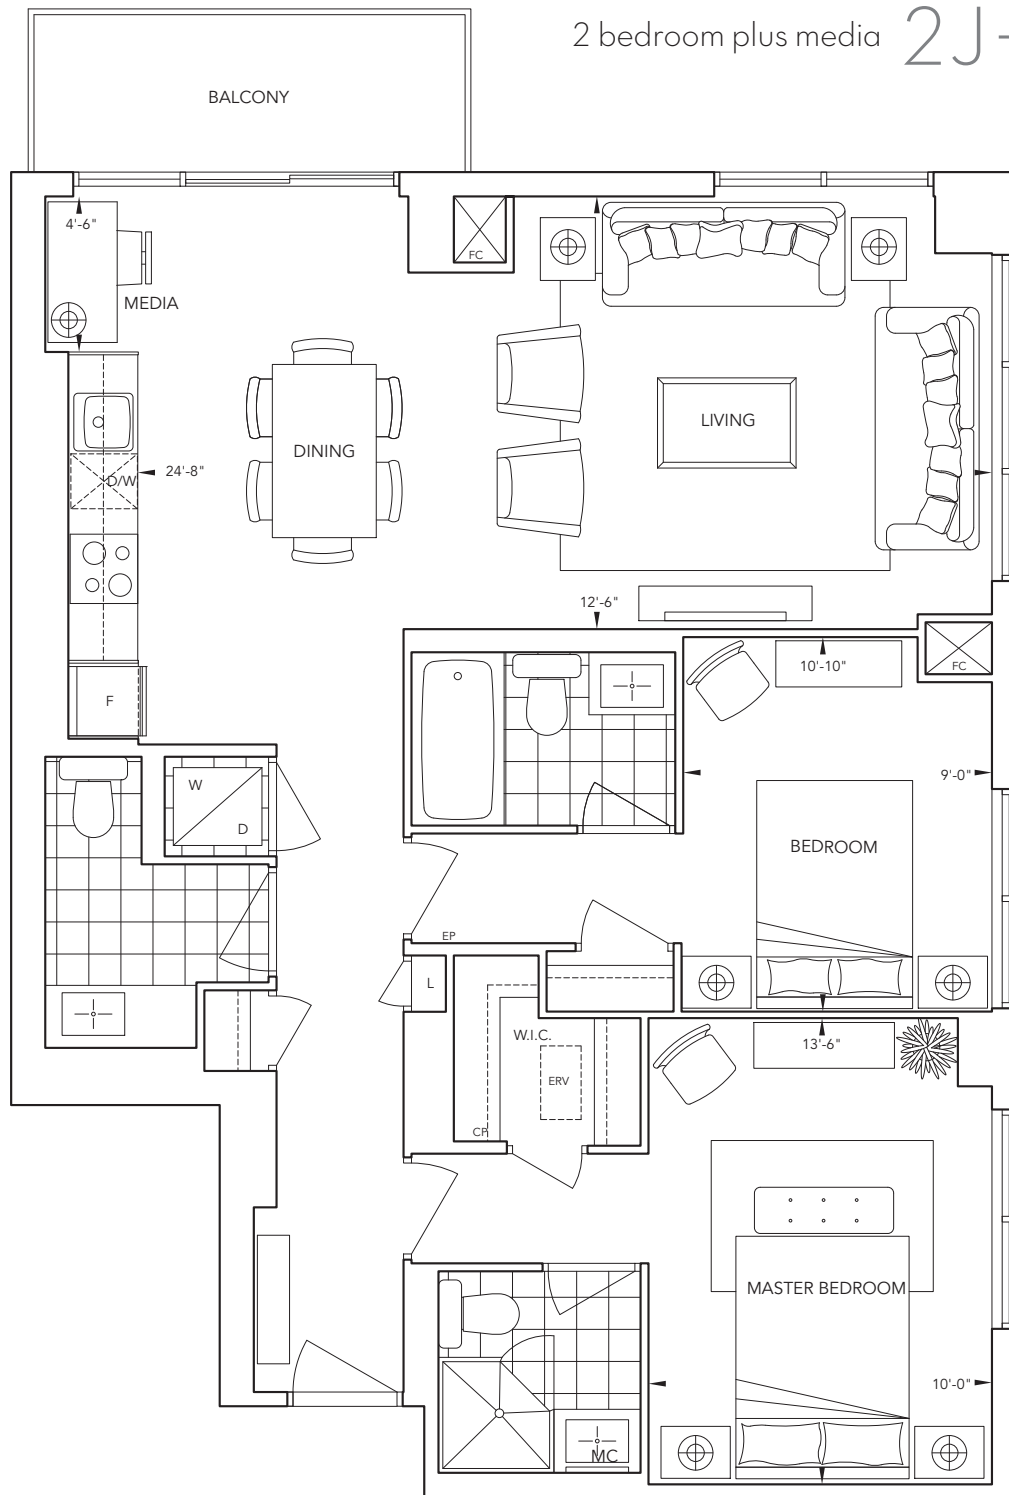 2 bedroom plus media 2J-
BALCONY
4'-6"
FC
MEDIA
LIVING
DINING
D/W
24'-8"
12'-6"
10'-10"
FC
F
W
D
9'-0"
BEDROOM
EP
L
W.I.C.
13'-6"
ERV
CP
MASTER BEDROOM
10'-0"
MC